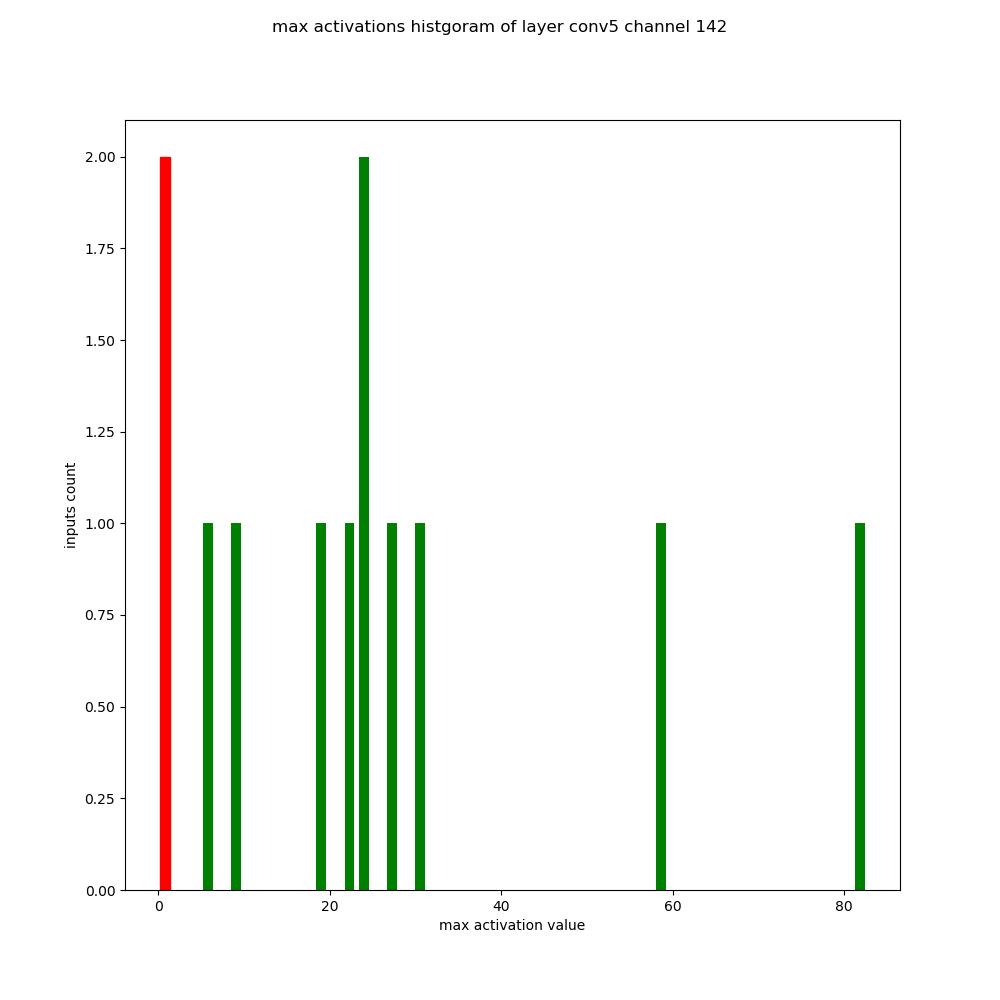 max activations histgoram of layer conv5 channel 142
2.00
1.75
1.50
1.25
1.00
0.75
0.50
0.25
0.00
inputs count
0 20 40 60 80
max activation value